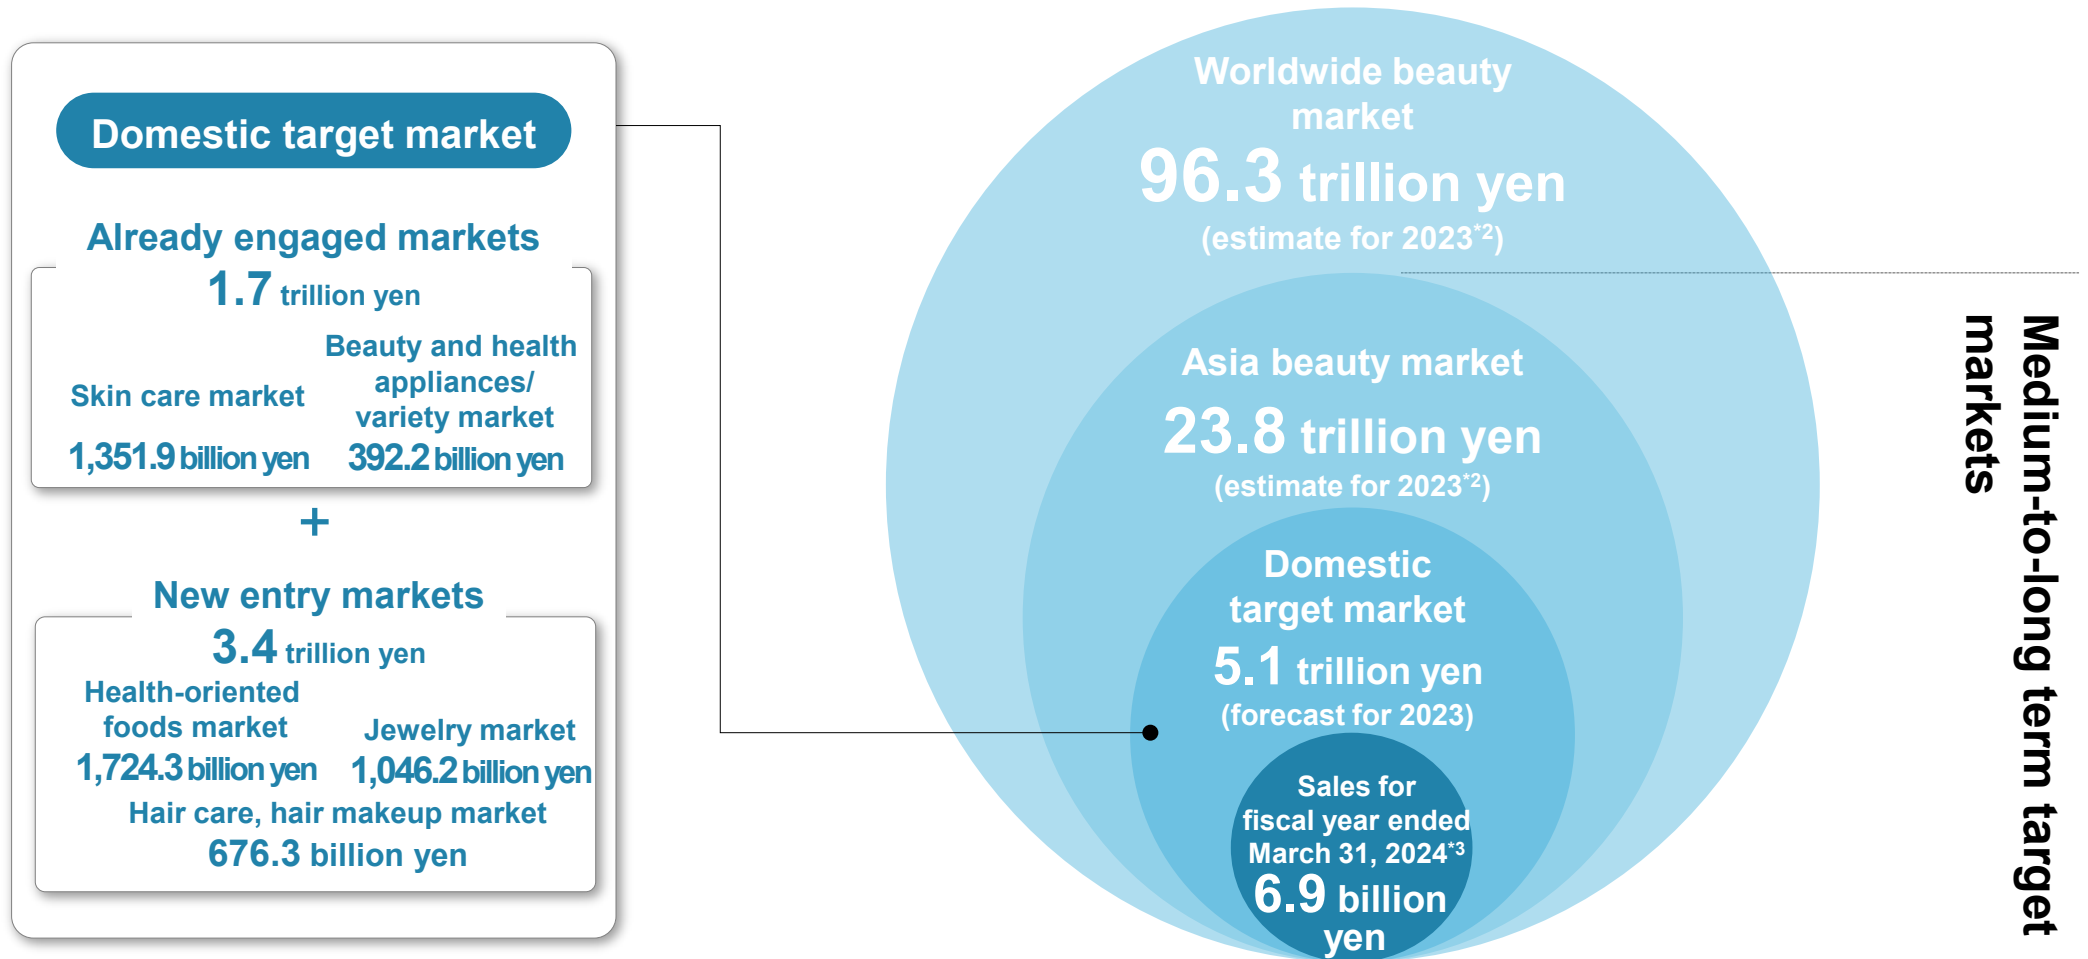 Domestic target market
Already engaged markets
1.7 trillion yen
Skin care market
1,351.9 billion yen
Beauty and health
appliances/
variety market
392.2 billion yen
+
New entry markets
3.4 trillion yen
Health-oriented
foods market
1,724.3 billion yen
Jewelry market
1,046.2 billion yen
Hair care, hair makeup market
676.3 billion yen
Worldwide beauty
market
96.3 trillion yen
(estimate for 2023*2)
Asia beauty market
23.8 trillion yen
(estimate for 2023*2)
Domestic
target market
5.1 trillion yen
(forecast for 2023)
Sales for
fiscal year ended
March 31, 2024*3
6.9 billion
yen
Medium-to-long term target
markets